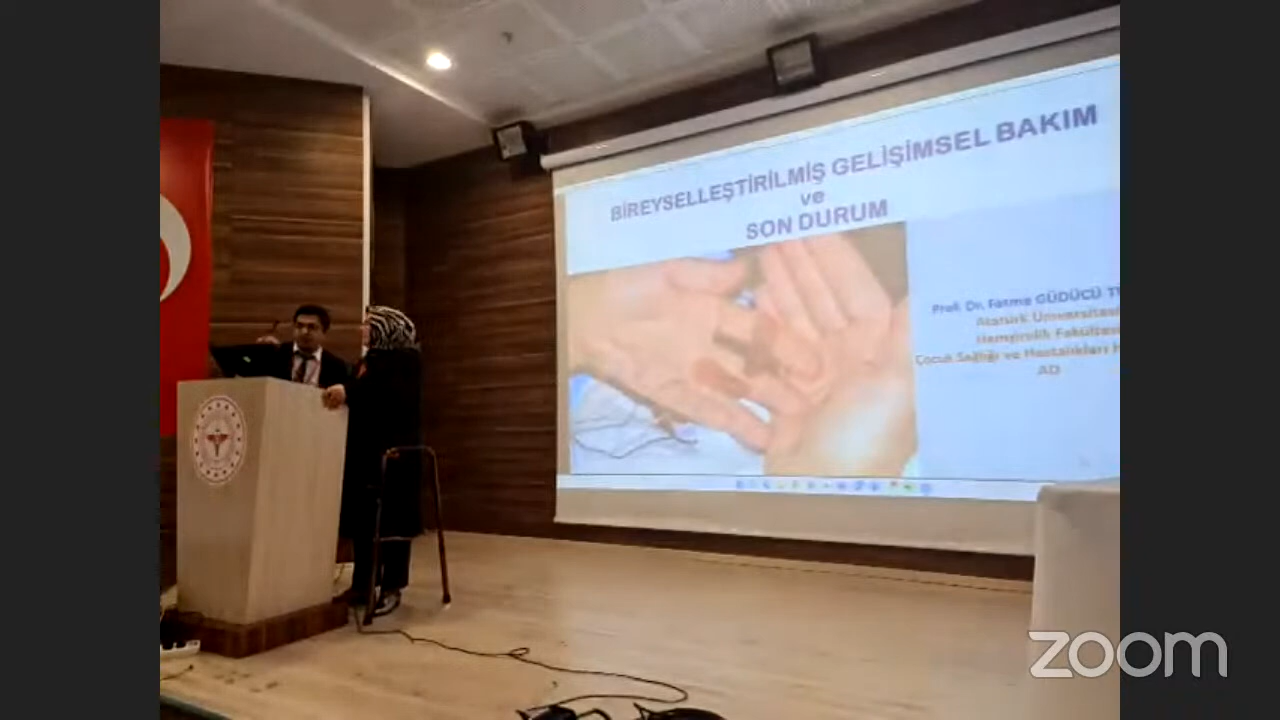 BİREYSELLEŞTİRİLMİŞ GELİŞİMSEL BAKIM
ve
SON DURUM
Prof. Dr. Fatma GÜDÜCÜ
Atatürk Üniversitesi
Hemşirelik Fakültesi
Çocuk Sağlığı ve Hastalıkları
AD
zoom